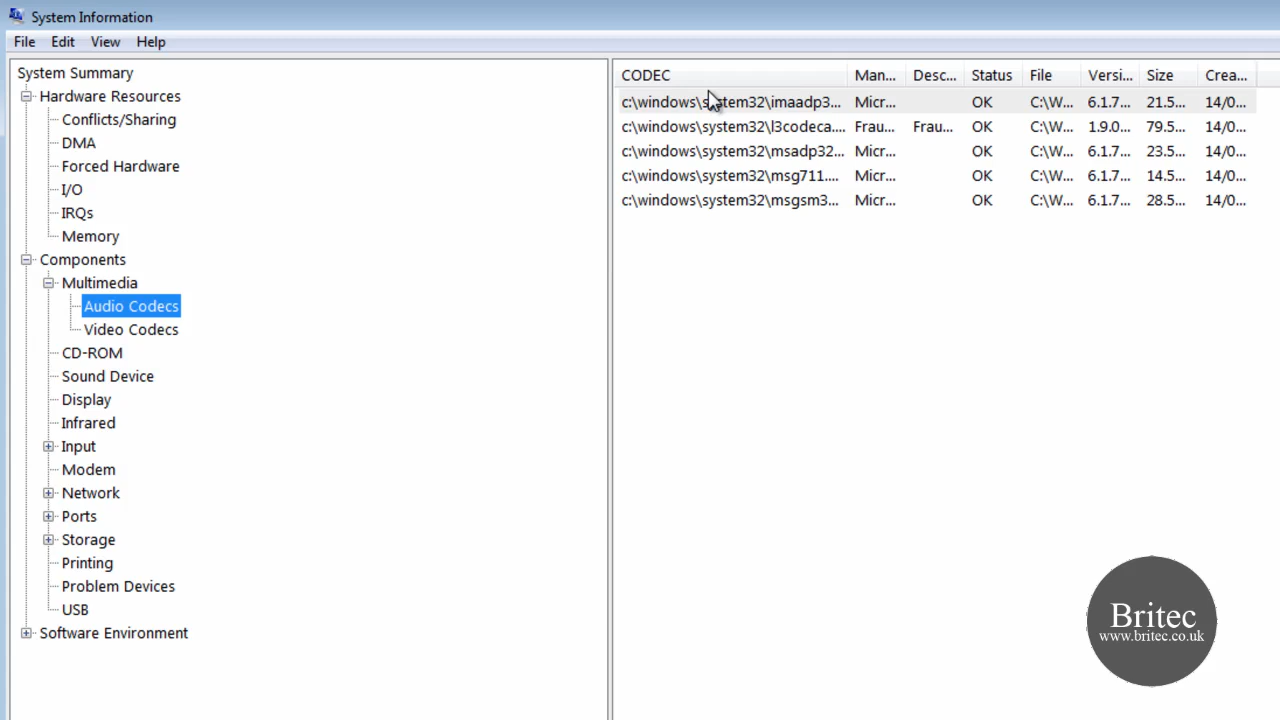 System Information
File Edit View Help
System Summary
Hardware Resources
Conflicts/Sharing
DMA
Forced Hardware
I/O
IRQs
Memory
Components
Multimedia
Audio Codecs
Video Codecs
CD-ROM
Sound Device
Display
Infrared
Input
Modem
Network
Ports
Storage
Printing
Problem Devices
USB
Software Environment
CODEC Man... Desc... Status File Versi... Size Crea...
c:\windows\system32\imaadp3... Micr... OK C:\W... 6.1.7... 21.5... 14/0...
c:\windows\system32\l3codeca.... Frau... Frau... OK C:\W... 1.9.0... 79.5... 14/0...
c:\windows\system32\msadp32... Micr... OK C:\W... 6.1.7... 23.5... 14/0...
c:\windows\system32\msg711.... Micr... OK C:\W... 6.1.7... 14.5... 14/0...
c:\windows\system32\msgsm3... Micr... OK C:\W... 6.1.7... 28.5... 14/0...
Britec
www.britec.co.uk